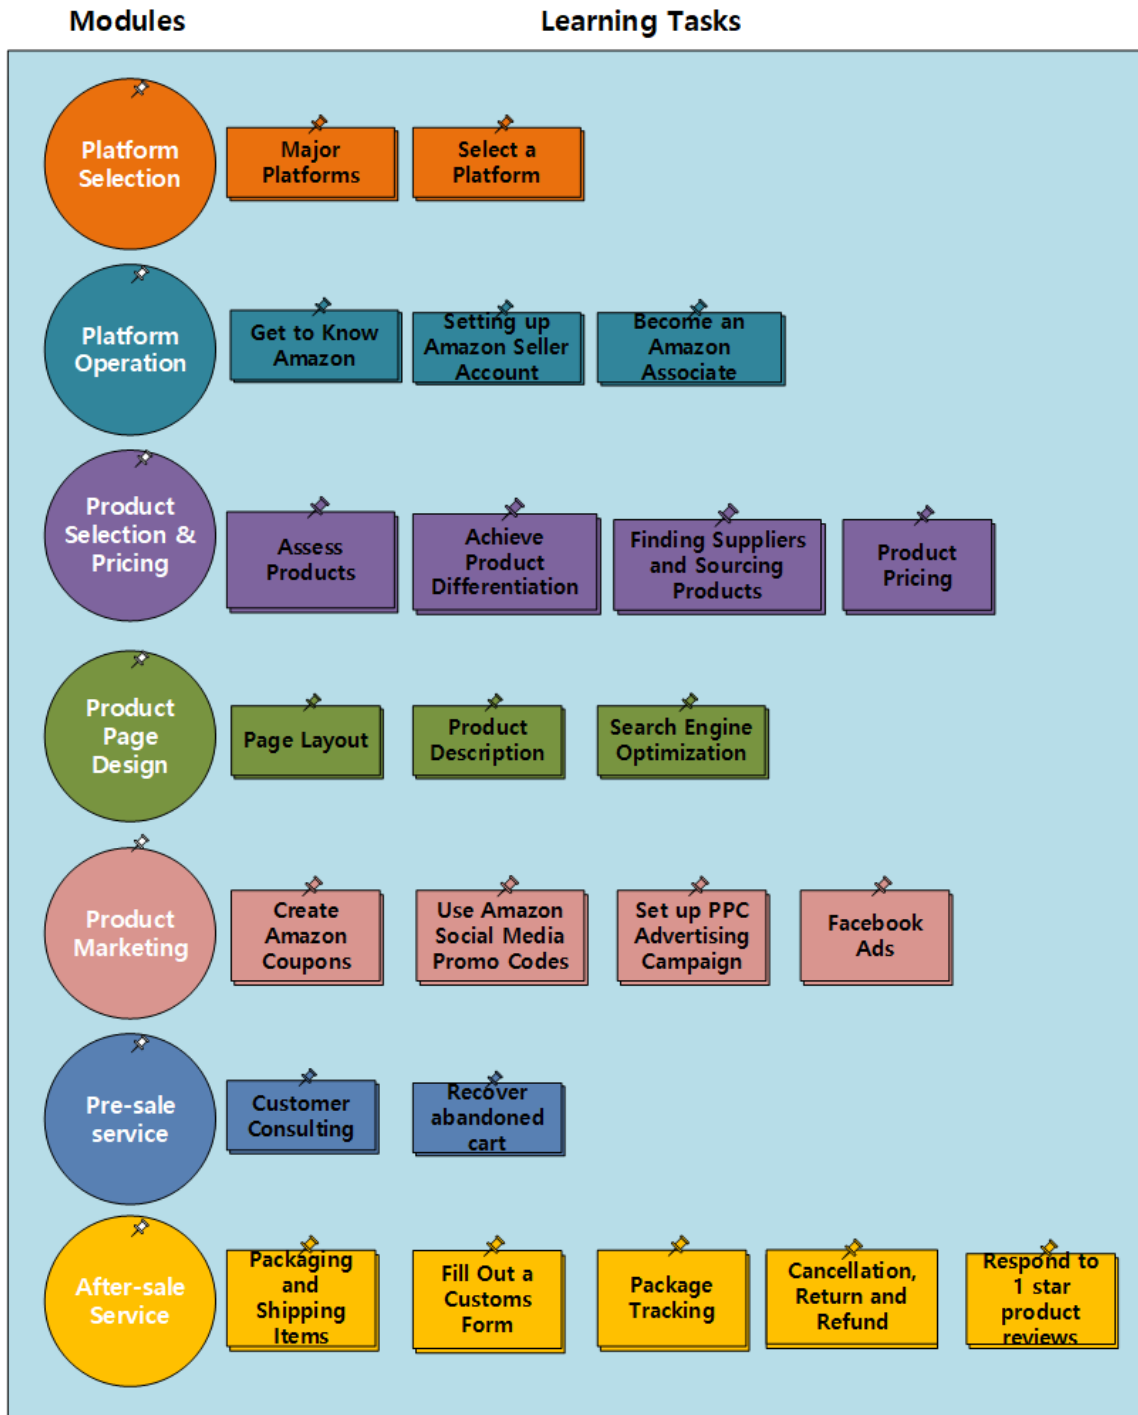 Modules
Learning Tasks
Platform
Selection
Major
Platforms
Select a
Platform
Platform
Operation
Get to Know
Amazon
Setting up
Amazon Seller
Account
Become an
Amazon
Associate
Product
Selection &
Pricing
Assess
Products
Achieve
Product
Differentiation
Finding Suppliers
and Sourcing
Products
Product
Pricing
Product
Page
Design
Page Layout
Product
Description
Search Engine
Optimization
Product
Marketing
Create
Amazon
Coupons
Use Amazon
Social Media
Promo Codes
Set up PPC
Advertising
Campaign
Facebook
Ads
Pre-sale
service
Customer
Consulting
Recover
abandoned
cart
After-sale
Service
Packaging
and
Shipping
Items
Fill Out a
Customs
Form
Package
Tracking
Cancellation,
Return and
Refund
Respond to
1 star
product
reviews